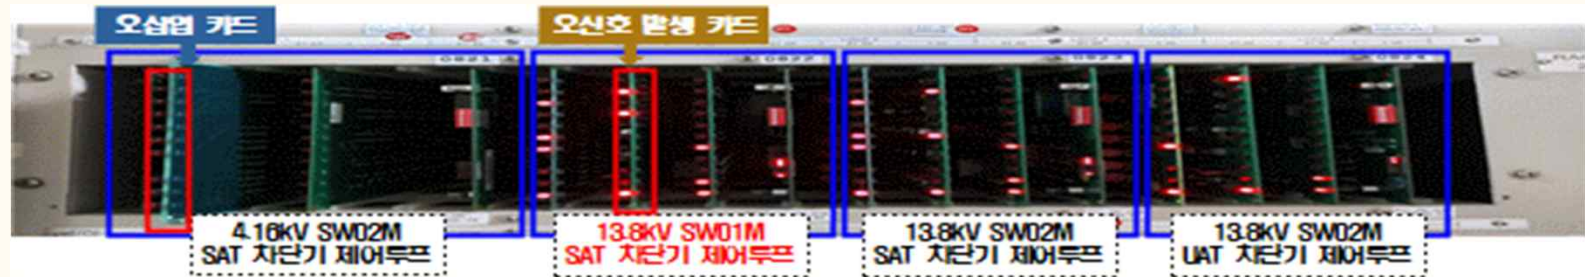 오삽입 카드
오신호 발생 카드
4.16kV SW02M
SAT 차단기 제어루프
13.8kV SW01M
SAT 차단기 제어루프
13.8kV SW02M
SAT 차단기 제어루프
13.8kV SW02M
UAT 차단기 제어루프